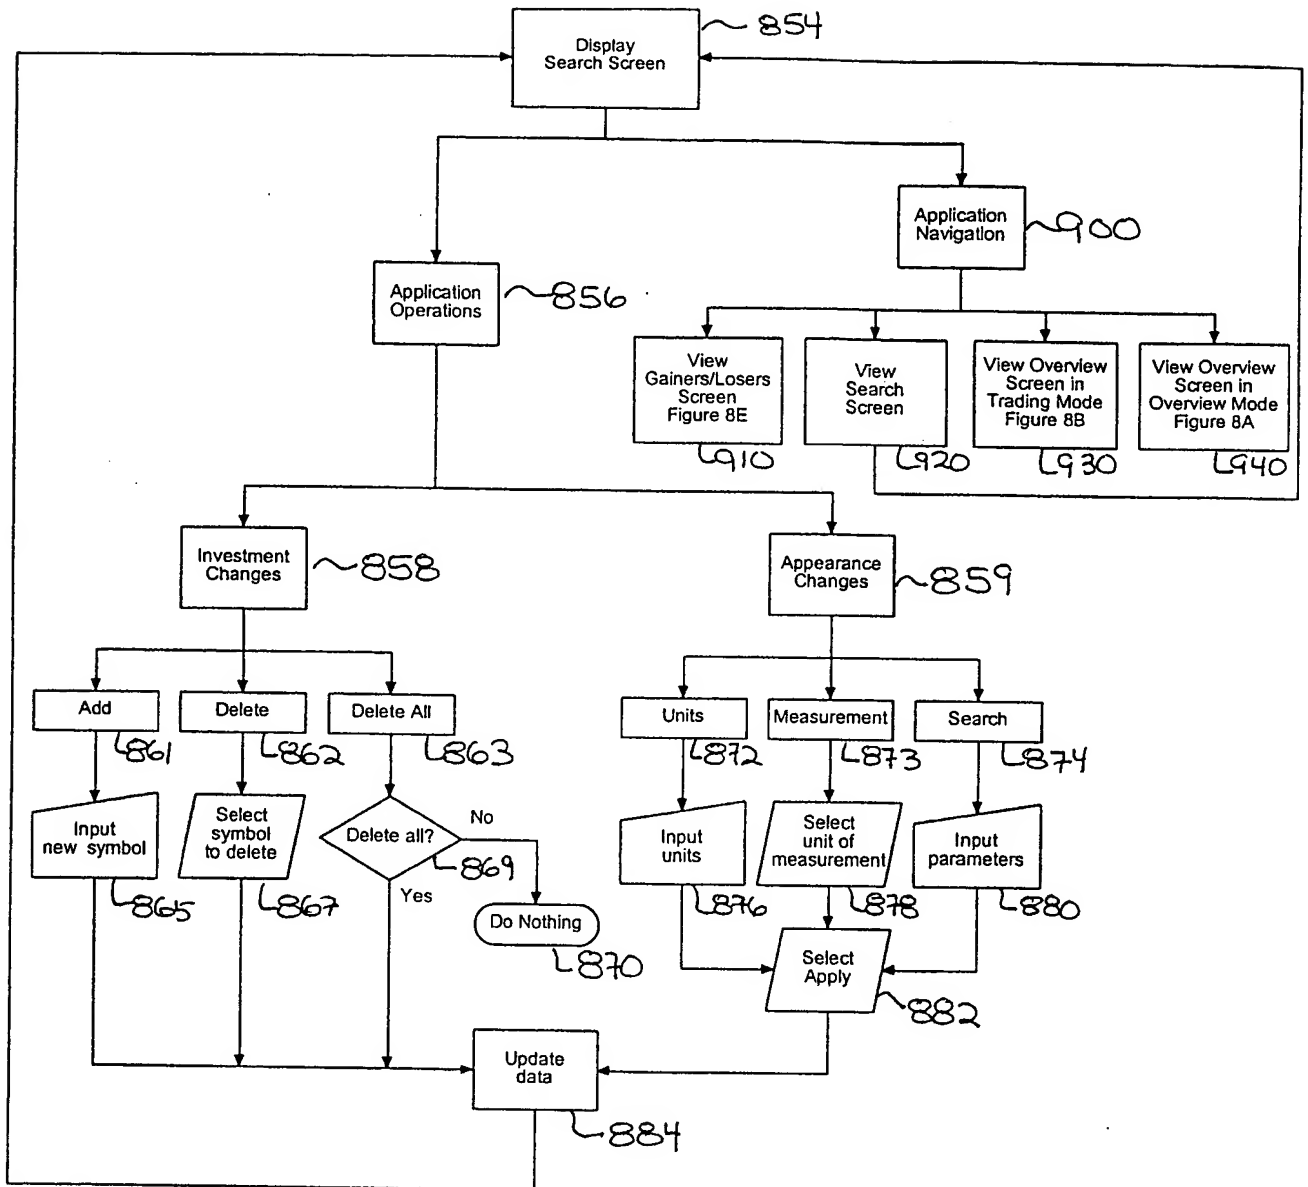 Display
Search Screen
854
Application
Navigation
900
Application
Operations
856
View
Gainers/Losers
Screen
Figure 8E
910
View
Search
Screen
920
View Overview
Screen in
Trading Mode
Figure 8B
930
View Overview
Screen in
Overview Mode
Figure 8A
940
Investment
Changes
858
Appearance
Changes
859
Add
861
Delete
862
Delete All
863
Units
872
Measurement
873
Search
874
Input
new symbol
865
Select
symbol
to delete
867
Delete all?
869
No
Yes
Do Nothing
870
Input
units
876
Select
unit of
measurement
878
Input
parameters
880
Select
Apply
882
Update
data
884